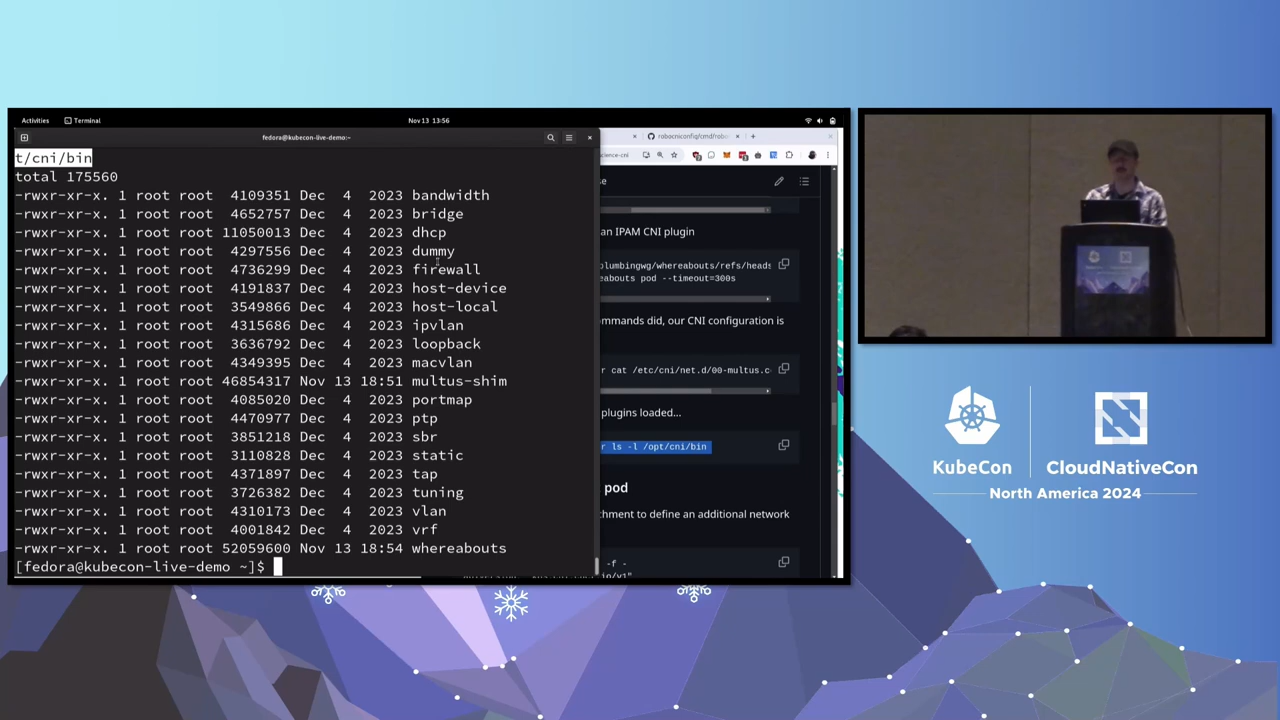 Activities
Terminal
Nov 13 13:56
fedora@kubecon-live-demo:~
t/cni/bin
total 175560
-rwxr-xr-x. 1 root root 4109351 Dec 4 2023 bandwidth
-rwxr-xr-x. 1 root root 4652757 Dec 4 2023 bridge
-rwxr-xr-x. 1 root root 11050013 Dec 4 2023 dhcp
-rwxr-xr-x. 1 root root 4297556 Dec 4 2023 dummy
-rwxr-xr-x. 1 root root 4736299 Dec 4 2023 firewall
-rwxr-xr-x. 1 root root 4191837 Dec 4 2023 host-device
-rwxr-xr-x. 1 root root 3549866 Dec 4 2023 host-local
-rwxr-xr-x. 1 root root 4315686 Dec 4 2023 ipvlan
-rwxr-xr-x. 1 root root 3636792 Dec 4 2023 loopback
-rwxr-xr-x. 1 root root 4349395 Dec 4 2023 macvlan
-rwxr-xr-x. 1 root root 46854317 Nov 13 18:51 multus-shim
-rwxr-xr-x. 1 root root 4085020 Dec 4 2023 portmap
-rwxr-xr-x. 1 root root 4470977 Dec 4 2023 ptp
-rwxr-xr-x. 1 root root 3851218 Dec 4 2023 sbr
-rwxr-xr-x. 1 root root 3110828 Dec 4 2023 static
-rwxr-xr-x. 1 root root 4371897 Dec 4 2023 tap
-rwxr-xr-x. 1 root root 3726382 Dec 4 2023 tuning
-rwxr-xr-x. 1 root root 4310173 Dec 4 2023 vlan
-rwxr-xr-x. 1 root root 4001842 Dec 4 2023 vrf
-rwxr-xr-x. 1 root root 52059600 Nov 13 18:54 whereabouts
[fedora@kubecon-live-demo ~]$
robocniconfig/cmd/robo
cience-cni
se
an IPAM CNI plugin
plumbingwg/whereabouts/refs/heads
eabouts pod --timeout=300s
ommands did, our CNI configuration is
r cat /etc/cni/net.d/00-multus.c
plugins loaded...
r ls -l /opt/cni/bin
pod
chment to define an additional network
-f -
KubeCon
CloudNativeCon
North America 2024